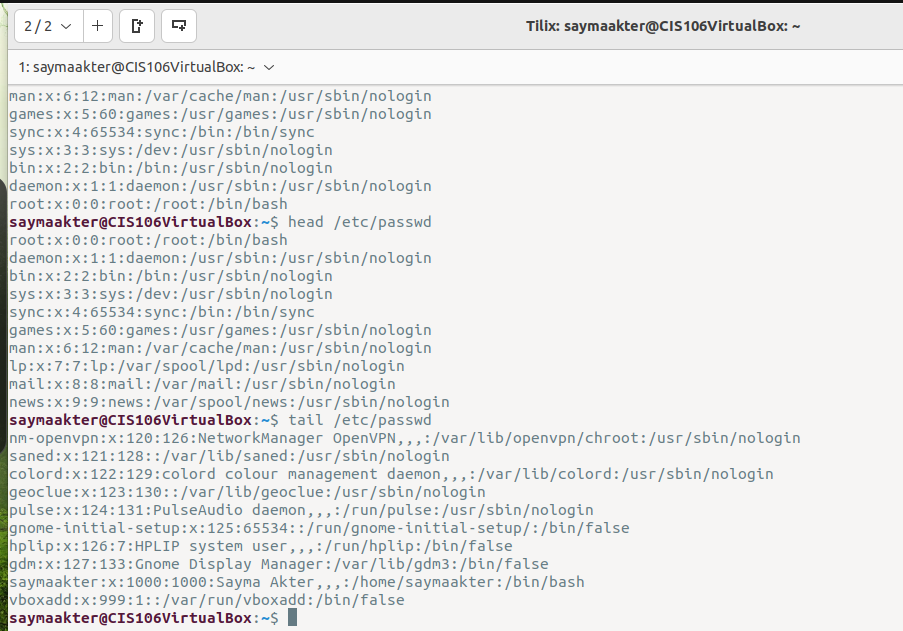 2 / 2
Tilix: saymaakter@CIS106VirtualBox: ~
1: saymaakter@CIS106VirtualBox: ~
man:x:6:12:man:/var/cache/man:/usr/sbin/nologin
games:x:5:60:games:/usr/games:/usr/sbin/nologin
sync:x:4:65534:sync:/bin:/bin/sync
sys:x:3:3:sys:/dev:/usr/sbin/nologin
bin:x:2:2:bin:/bin:/usr/sbin/nologin
daemon:x:1:1:daemon:/usr/sbin:/usr/sbin/nologin
root:x:0:0:root:/root:/bin/bash
saymaakter@CIS106VirtualBox:~$ head /etc/passwd
root:x:0:0:root:/root:/bin/bash
daemon:x:1:1:daemon:/usr/sbin:/usr/sbin/nologin
bin:x:2:2:bin:/bin:/usr/sbin/nologin
sys:x:3:3:sys:/dev:/usr/sbin/nologin
sync:x:4:65534:sync:/bin:/bin/sync
games:x:5:60:games:/usr/games:/usr/sbin/nologin
man:x:6:12:man:/var/cache/man:/usr/sbin/nologin
lp:x:7:7:lp:/var/spool/lpd:/usr/sbin/nologin
mail:x:8:8:mail:/var/mail:/usr/sbin/nologin
news:x:9:9:news:/var/spool/news:/usr/sbin/nologin
saymaakter@CIS106VirtualBox:~$ tail /etc/passwd
nm-openvpn:x:120:126:NetworkManager OpenVPN,,,:/var/lib/openvpn/chroot:/usr/sbin/nologin
saned:x:121:128::/var/lib/saned:/usr/sbin/nologin
colord:x:122:129:colord colour management daemon,,,:/var/lib/colord:/usr/sbin/nologin
geoclue:x:123:130::/var/lib/geoclue:/usr/sbin/nologin
pulse:x:124:131:PulseAudio daemon,,,:/run/pulse:/usr/sbin/nologin
gnome-initial-setup:x:125:65534::/run/gnome-initial-setup/:/bin/false
hplip:x:126:7:HPLIP system user,,,:/run/hplip:/bin/false
gdm:x:127:133:Gnome Display Manager:/var/lib/gdm3:/bin/false
saymaakter:x:1000:1000:Sayma Akter,,,:/home/saymaakter:/bin/bash
vboxadd:x:999:1::/var/run/vboxadd:/bin/false
saymaakter@CIS106VirtualBox:~$